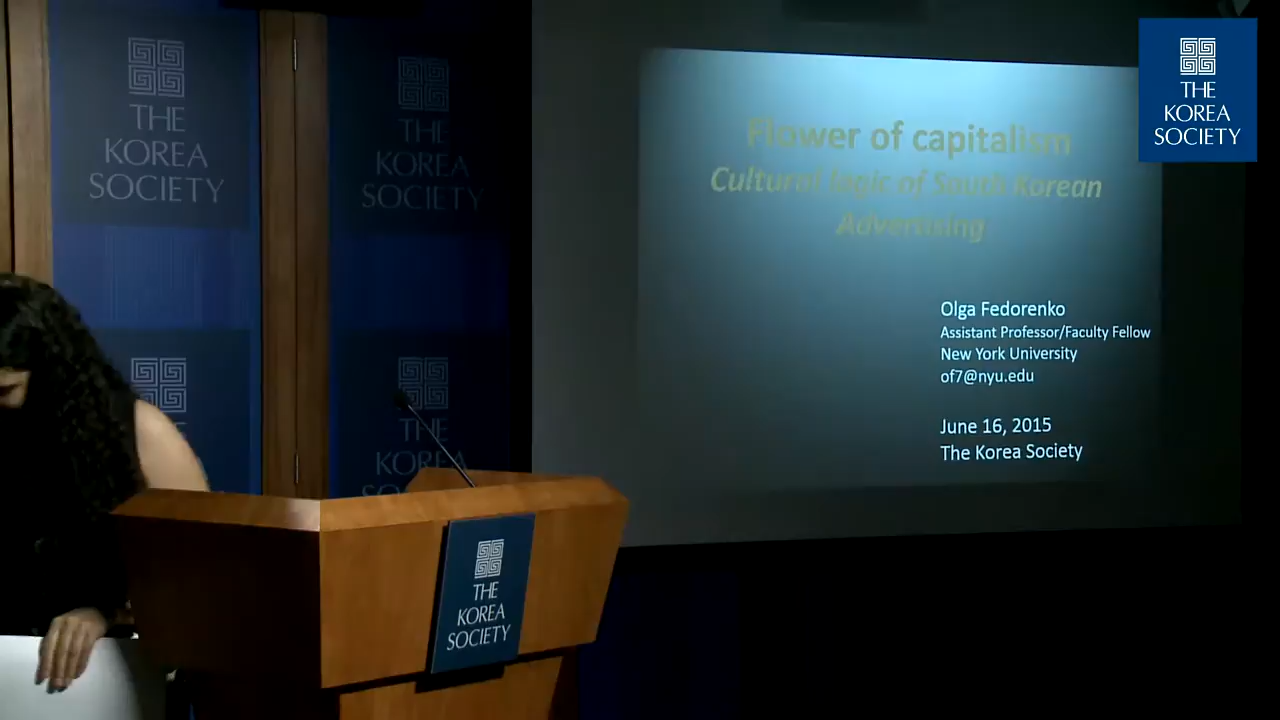 THE
KOREA
SOCIETY
THE
KOREA
SOCIETY
THE
KOREA
SOCIETY
Flower of capitalism
Cultural logic of South Korean
Advertising
Olga Fedorenko
Assistant Professor/Faculty Fellow
New York University
of7@nyu.edu
June 16, 2015
The Korea Society
THE
KOREA
THE
KOREA
SOCIETY